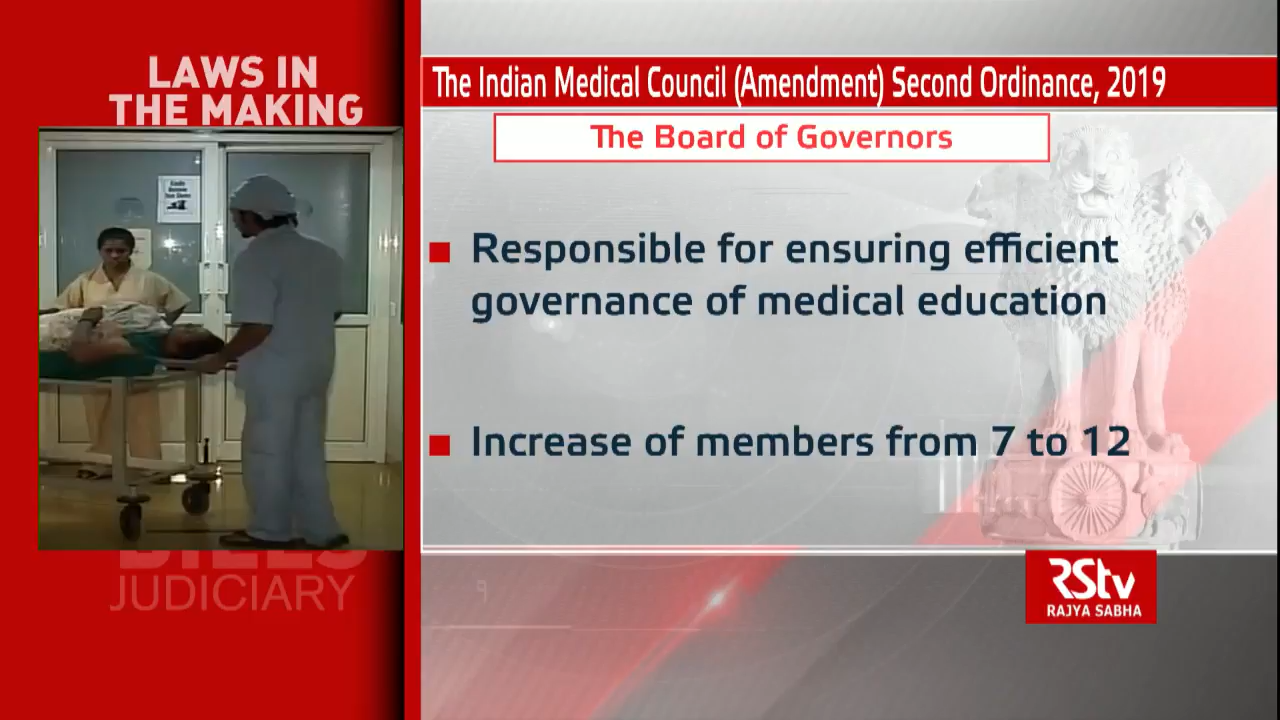 LAWS IN
THE MAKING
The Indian Medical Council (Amendment) Second Ordinance, 2019
The Board of Governors
Responsible for ensuring efficient
governance of medical education
Increase of members from 7 to 12
JUDICIARY
RSTV
RAJYA SABHA